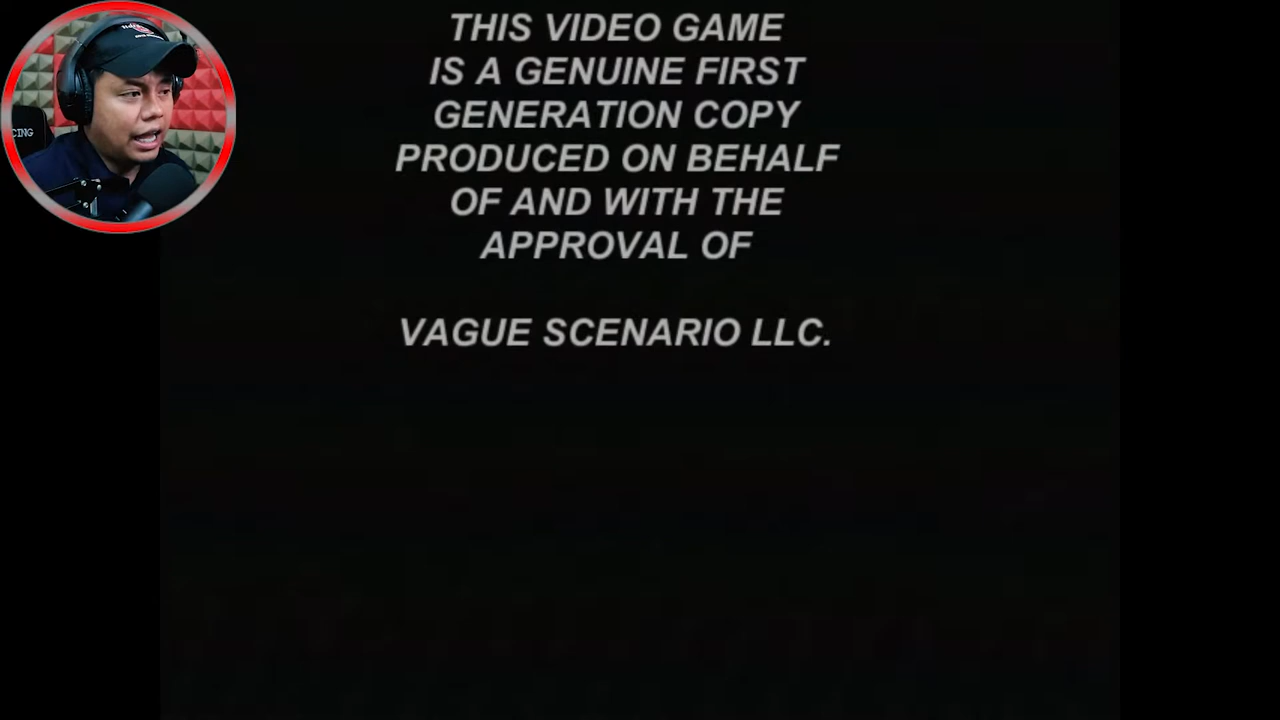 THIS VIDEO GAME
IS A GENUINE FIRST
GENERATION COPY
PRODUCED ON BEHALF
OF AND WITH THE
APPROVAL OF
VAGUE SCENARIO LLC.
CING